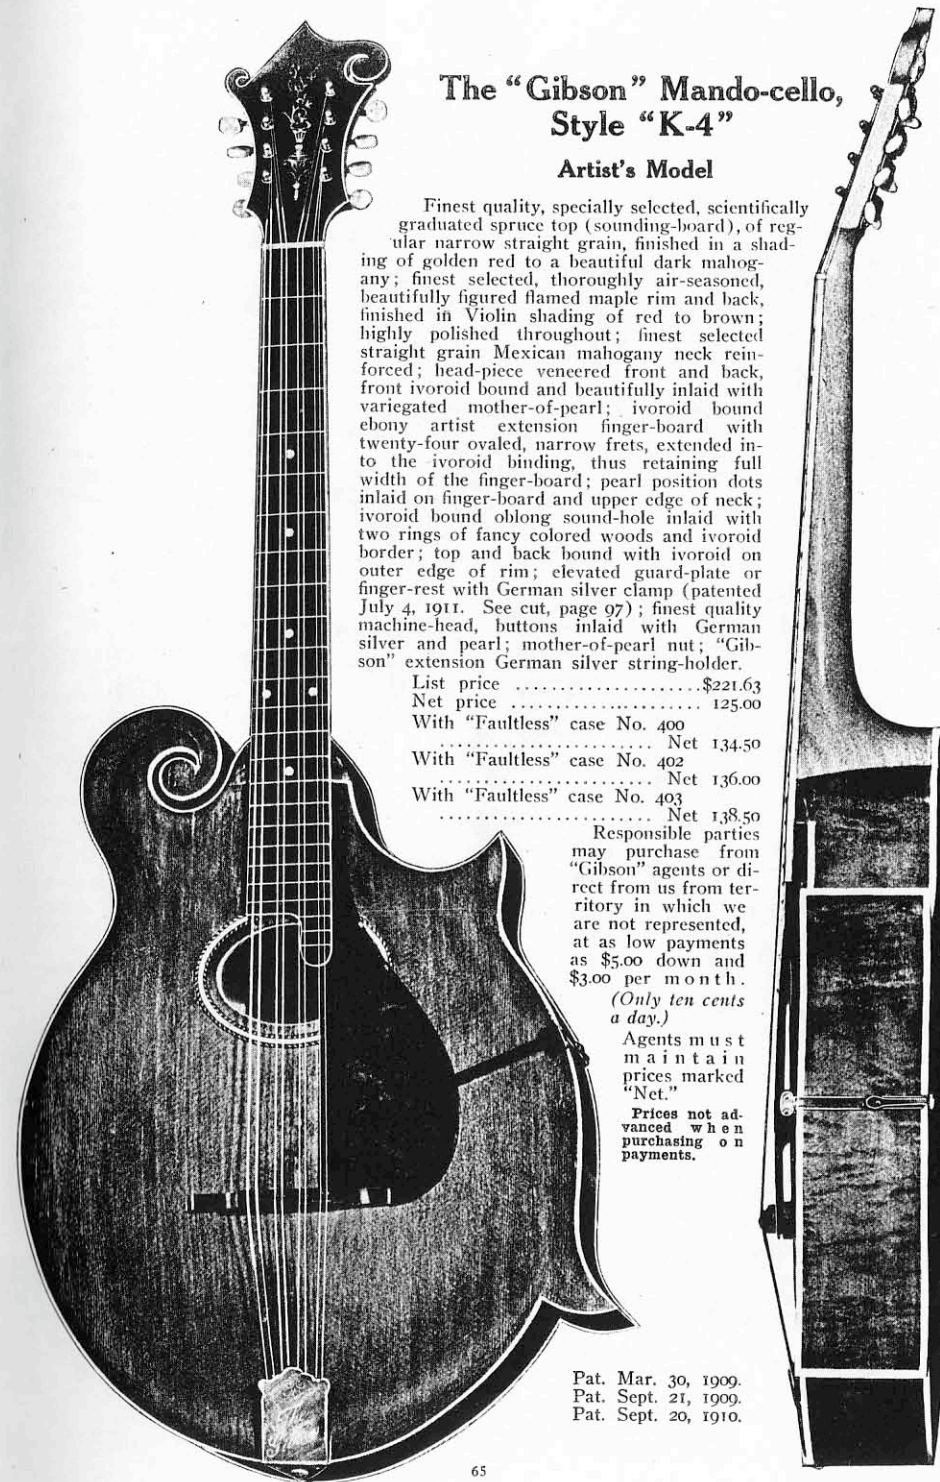 The “Gibson” Mando-cello,
Style “K-4”
Artist's Model
Finest quality, specially selected, scientifically
graduated spruce top (sounding-board), of reg-
ular narrow straight grain, finished in a shad-
ing of golden red to a beautiful dark mahog-
any; finest selected, thoroughly air-seasoned,
beautifully figured flamed maple rim and back,
finished in Violin shading of red to brown;
highly polished throughout; finest selected
straight grain Mexican mahogany neck rein-
forced; head-piece veneered front and back,
front ivoroid bound and beautifully inlaid with
variegated mother-of-pearl; ivoroid bound
ebony artist extension finger-board with
twenty-four ovaled, narrow frets, extended in-
to the ivoroid binding, thus retaining full
width of the finger-board; pearl position dots
inlaid on finger-board and upper edge of neck;
ivoroid bound oblong sound-hole inlaid with
two rings of fancy colored woods and ivoroid
border; top and back bound with ivoroid on
outer edge of rim; elevated guard-plate or
finger-rest with German silver clamp (patented
July 4, 1911. See cut, page 97); finest quality
machine-head, buttons inlaid with German
silver and pearl; mother-of-pearl nut; “Gib-
son” extension German silver string-holder.
List price .....................$221.63
Net price ..................... 125.00
With “Faultless” case No. 400
........................ Net 134.50
With “Faultless” case No. 402
........................ Net 136.00
With “Faultless” case No. 403
........................ Net 138.50
Responsible parties
may purchase from
“Gibson” agents or di-
rect from us from ter-
ritory in which we
are not represented,
at as low payments
as $5.00 down and
$3.00 per month.
(Only ten cents
a day.)
Agents must
maintain
prices marked
“Net.”
Prices not ad-
vanced when
purchasing on
payments.
Pat. Mar. 30, 1909.
Pat. Sept. 21, 1909.
Pat. Sept. 20, 1910.
65